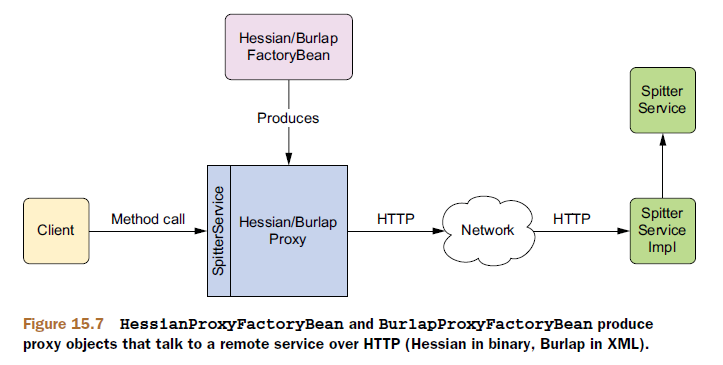 Hessian/Burlap
FactoryBean
Produces
Spitter
Service
Client
Method call
SpitterService
Hessian/Burlap
Proxy
HTTP
Network
HTTP
Spitter
Service
Impl
Figure 15.7 HessianProxyFactoryBean and BurlapProxyFactoryBean produce
proxy objects that talk to a remote service over HTTP (Hessian in binary, Burlap in XML).